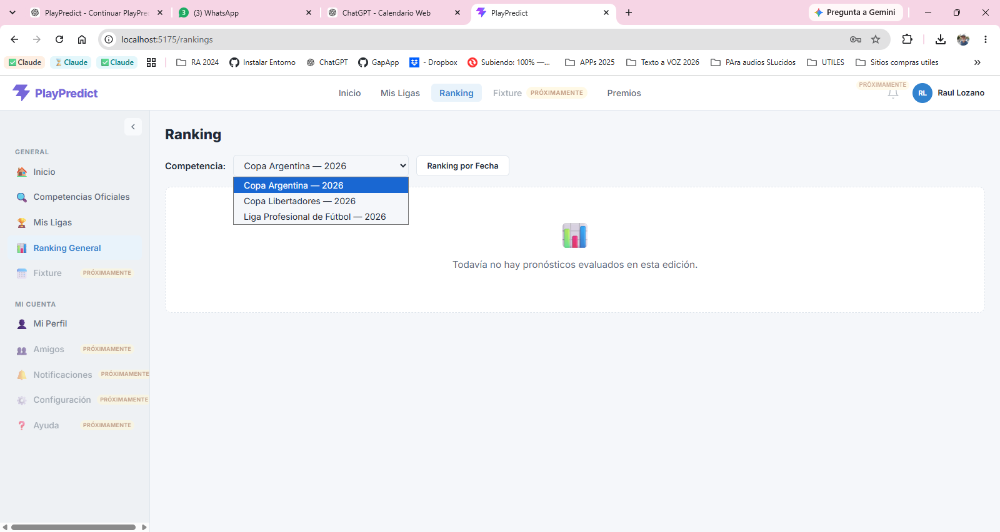 PlayPredict - Continuar PlayPrec
3
(3) WhatsApp
ChatGPT - Calendario Web
PlayPredict
Pregunta a Gemini
localhost:5175/rankings
Claude
Claude
Claude
RA 2024
Instalar Entorno
ChatGPT
GapApp
- Dropbox
Subiendo: 100% —...
APPs 2025
Texto a VOZ 2026
PAra audios SLucidos
UTILES
Sitios compras utiles
PlayPredict
Inicio
Mis Ligas
Ranking
Fixture
PRÓXIMAMENTE
Premios
PRÓXIMAMENTE
RL
Raul Lozano
GENERAL
Inicio
Competencias Oficiales
Mis Ligas
Ranking General
Fixture
PRÓXIMAMENTE
MI CUENTA
Mi Perfil
Amigos
PRÓXIMAMENTE
Notificaciones
PRÓXIMAMENTE
Configuración
PRÓXIMAMENTE
Ayuda
PRÓXIMAMENTE
Ranking
Competencia:
Copa Argentina — 2026
Ranking por Fecha
Copa Argentina — 2026
Copa Libertadores — 2026
Liga Profesional de Fútbol — 2026
Todavía no hay pronósticos evaluados en esta edición.